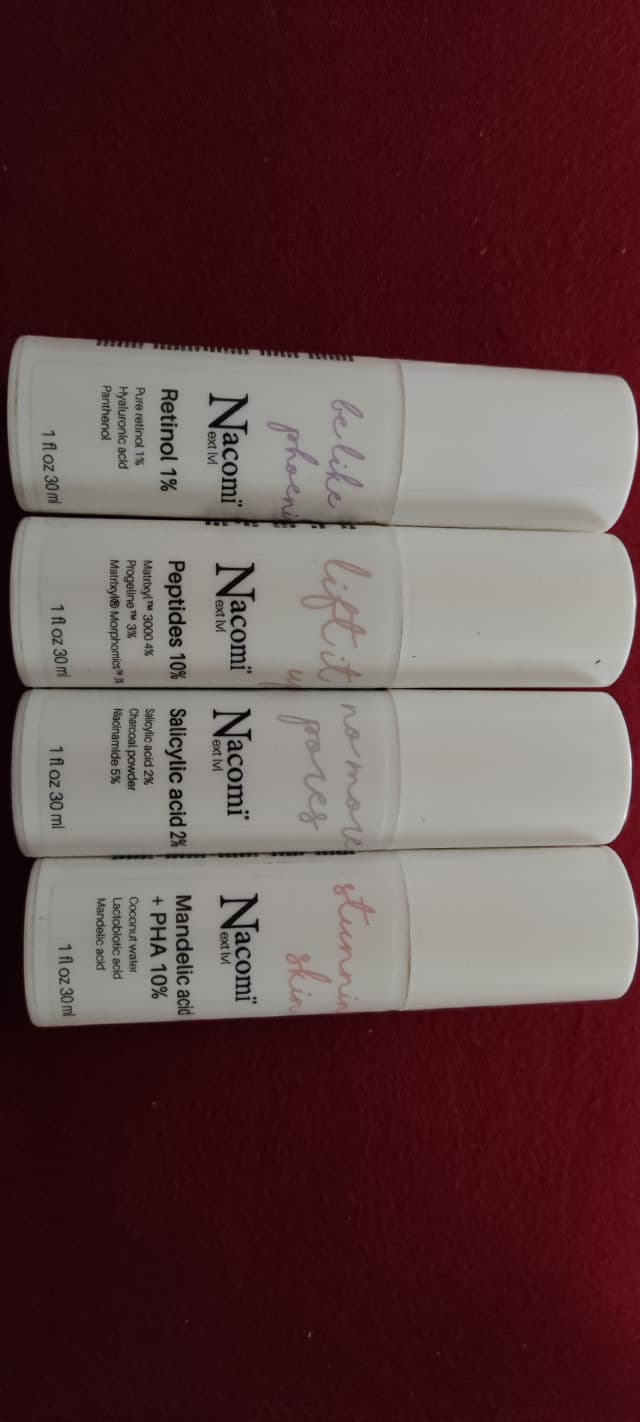 be like
phoenix
Nacomi
ext lvl
Retinol 1%
Pure retinol 1%
Hyaluronic acid
Panthenol
1 fl oz 30 ml
lift it
up
Nacomi
ext lvl
Peptides 10%
Matrixyl™ 3000 4%
Progeline™ 3%
Matrixyl® Morphomics™ 3%
1 fl oz 30 ml
no more
pores
Nacomi
ext lvl
Salicylic acid 2%
Salicylic acid 2%
Charcoal powder
Niacinamide 5%
1 fl oz 30 ml
stunnin
skin
Nacomi
ext lvl
Mandelic acid
+ PHA 10%
Coconut water
Lactobiotic acid
Mandelic acid
1 fl oz 30 ml